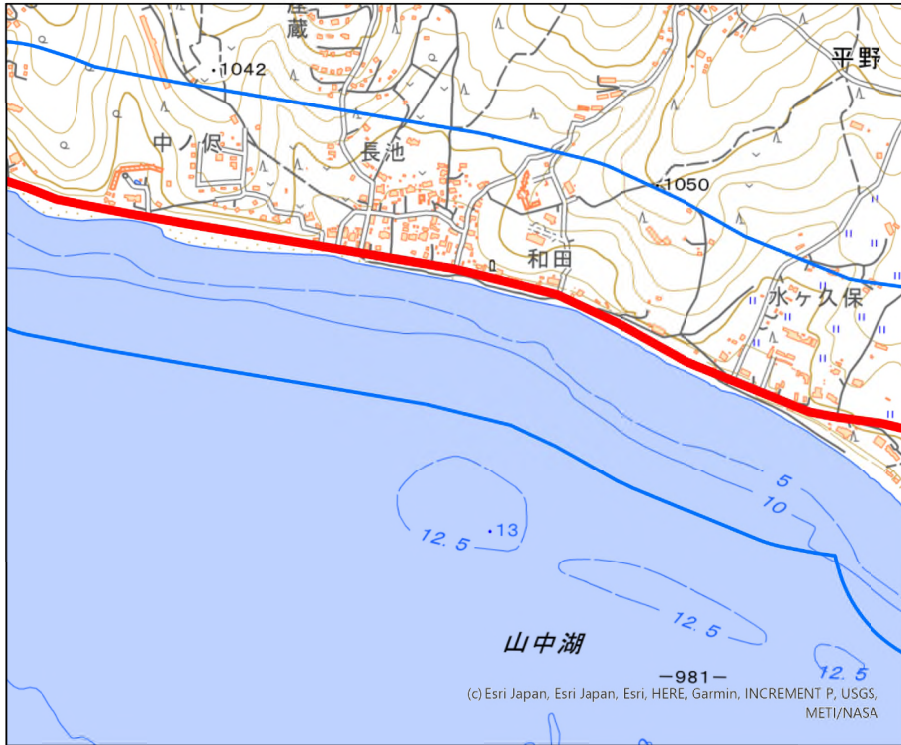 蔵
平野
1042
中ノ侭
長池
1050
和田
水ヶ久保
5
10
13
12.5
12.5
山中湖
12.5
-981-
(c) Esri Japan, Esri Japan, Esri, HERE, Garmin, INCREMENT P, USGS,
METI/NASA